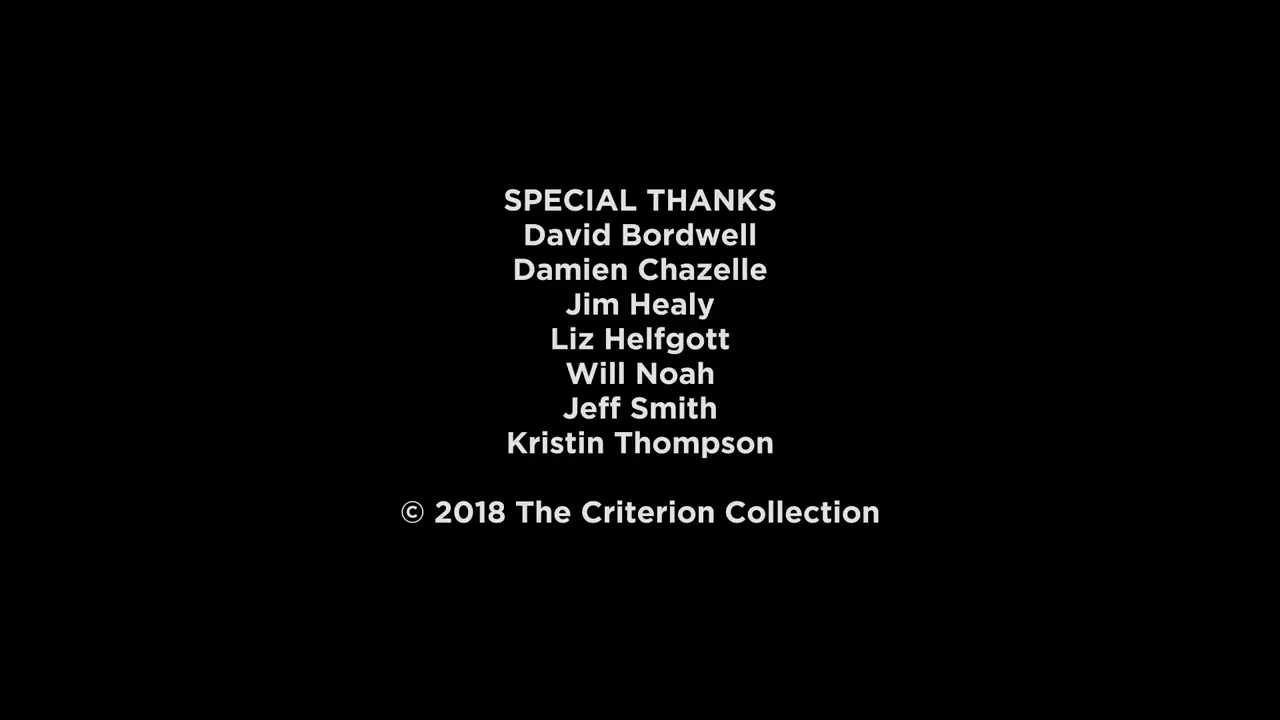 SPECIAL THANKS
David Bordwell
Damien Chazelle
Jim Healy
Liz Helfgott
Will Noah
Jeff Smith
Kristin Thompson
© 2018 The Criterion Collection